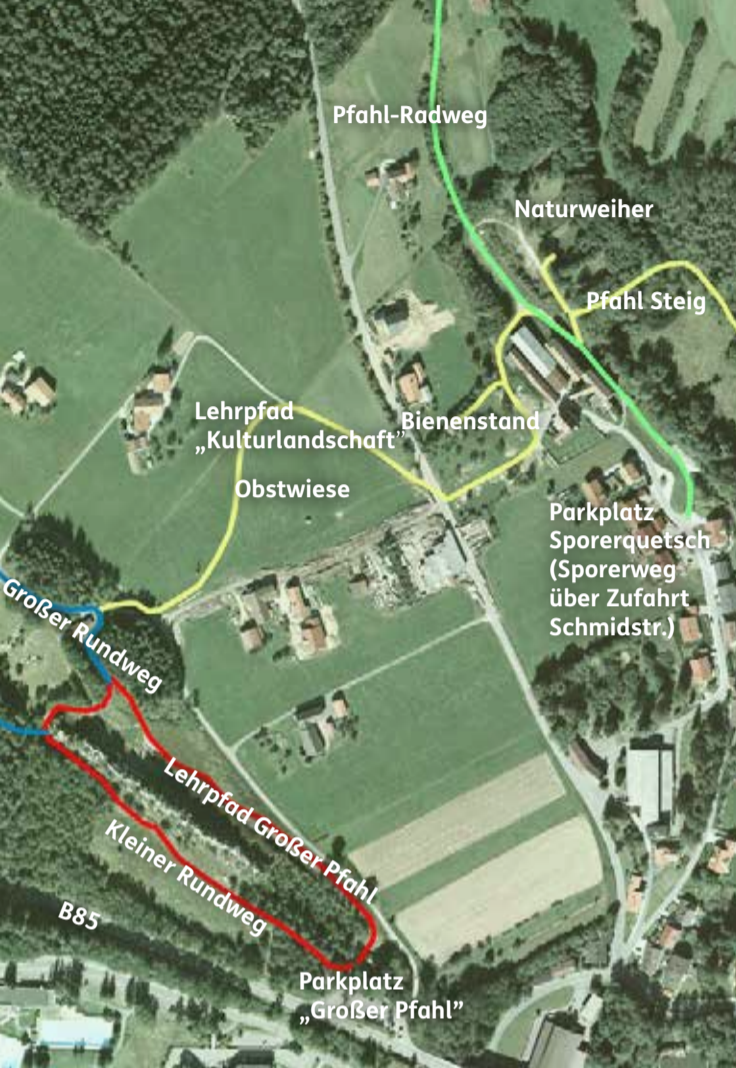 Pfahl-Radweg
Naturweiher
Pfahl Steig
Lehrpfad
„Kulturlandschaft”
Bienenstand
Obstwiese
Parkplatz
Sporerquetsch
(Sporerweg
über Zufahrt
Schmidstr.)
Großer Rundweg
Lehrpfad Großer Pfahl
Kleiner Rundweg
B85
Parkplatz
„Großer Pfahl”